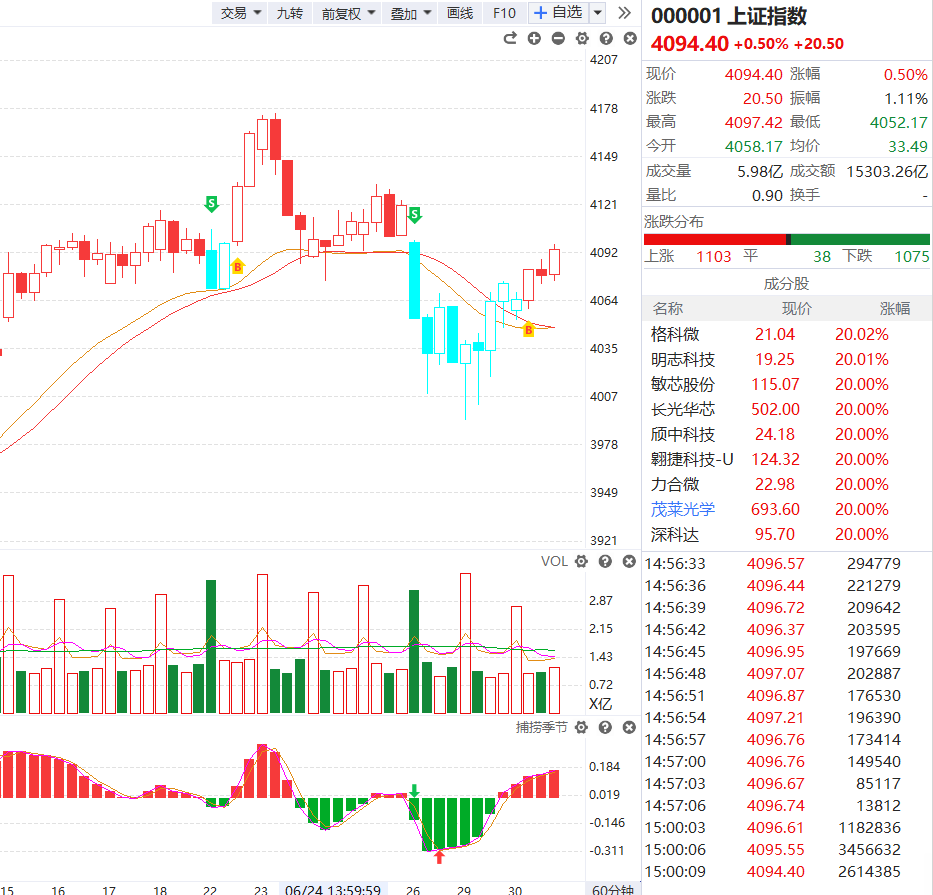 交易 九转 前复权 叠加 画线 F10 自选
4207
4178
4149
4121
4092
4064
4035
4007
3978
3949
3921
S
B
S
B
VOL
2.87
2.15
1.43
0.72
X亿
捕捞季节
0.184
0.019
-0.146
-0.311
15 16 17 18 22 23 06/24 13:59:59 26 29 30 60分钟
000001 上证指数
4094.40 +0.50% +20.50
现价 4094.40 涨幅 0.50%
涨跌 20.50 振幅 1.11%
最高 4097.42 最低 4052.17
今开 4058.17 均价 33.49
成交量 5.98亿 成交额 15303.26亿
量比 0.90 换手 -
涨跌分布
上涨 1103 平 38 下跌 1075
成分股
名称 现价 涨幅
格科微 21.04 20.02%
明志科技 19.25 20.01%
敏芯股份 115.07 20.00%
长光华芯 502.00 20.00%
颀中科技 24.18 20.00%
翱捷科技-U 124.32 20.00%
力合微 22.98 20.00%
茂莱光学 693.60 20.00%
深科达 95.70 20.00%
14:56:33 4096.57 294779
14:56:36 4096.44 221279
14:56:39 4096.72 209642
14:56:42 4096.37 203595
14:56:45 4096.95 197669
14:56:48 4097.07 202887
14:56:51 4096.87 176530
14:56:54 4097.21 196390
14:56:57 4096.76 173414
14:57:00 4096.76 149540
14:57:03 4096.67 85117
14:57:06 4096.74 13812
15:00:03 4096.61 1182836
15:00:06 4095.55 3456632
15:00:09 4094.40 2614385